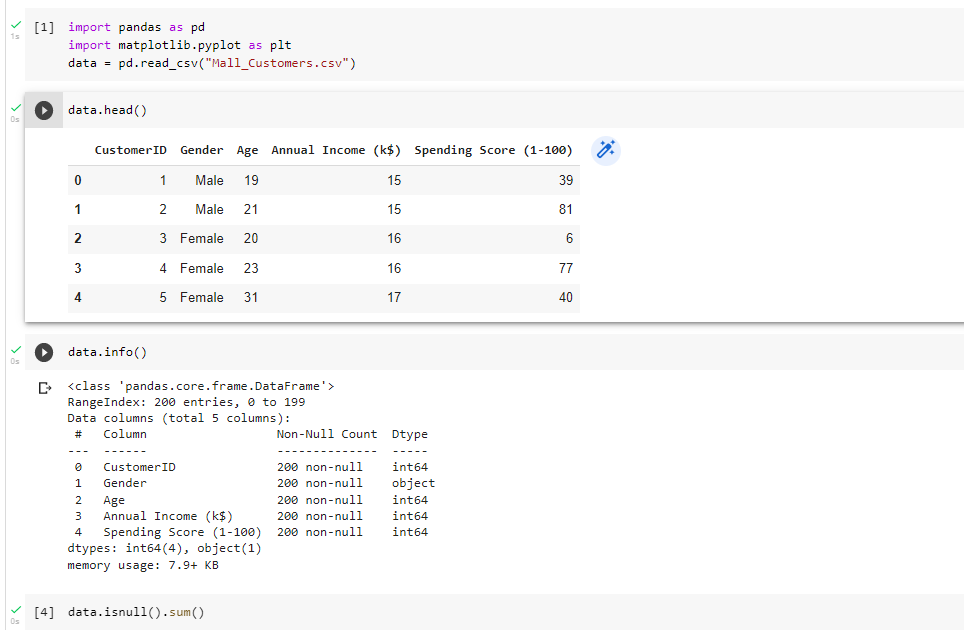 [1] import pandas as pd
1s
import matplotlib.pyplot as plt
data = pd.read_csv("Mall_Customers.csv")
data.head()
0s
CustomerID Gender Age Annual Income (k$) Spending Score (1-100)
0 1 Male 19 15 39
1 2 Male 21 15 81
2 3 Female 20 16 6
3 4 Female 23 16 77
4 5 Female 31 17 40
data.info()
0s
<class 'pandas.core.frame.DataFrame'>
RangeIndex: 200 entries, 0 to 199
Data columns (total 5 columns):
# Column Non-Null Count Dtype
--- ------ -------------- -----
0 CustomerID 200 non-null int64
1 Gender 200 non-null object
2 Age 200 non-null int64
3 Annual Income (k$) 200 non-null int64
4 Spending Score (1-100) 200 non-null int64
dtypes: int64(4), object(1)
memory usage: 7.9+ KB
[4] data.isnull().sum()
0s